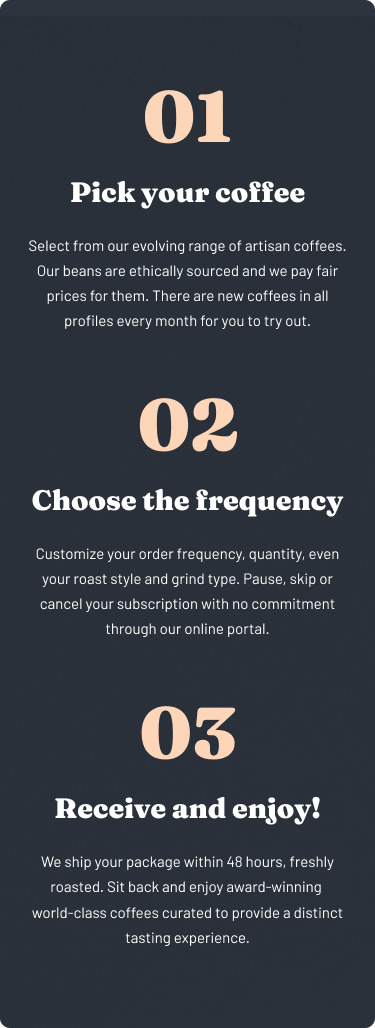 01
Pick your coffee
Select from our evolving range of artisan coffees.
Our beans are ethically sourced and we pay fair
prices for them. There are new coffees in all
profiles every month for you to try out.
02
Choose the frequency
Customize your order frequency, quantity, even
your roast style and grind type. Pause, skip or
cancel your subscription with no commitment
through our online portal.
03
Receive and enjoy!
We ship your package within 48 hours, freshly
roasted. Sit back and enjoy award-winning
world-class coffees curated to provide a distinct
tasting experience.